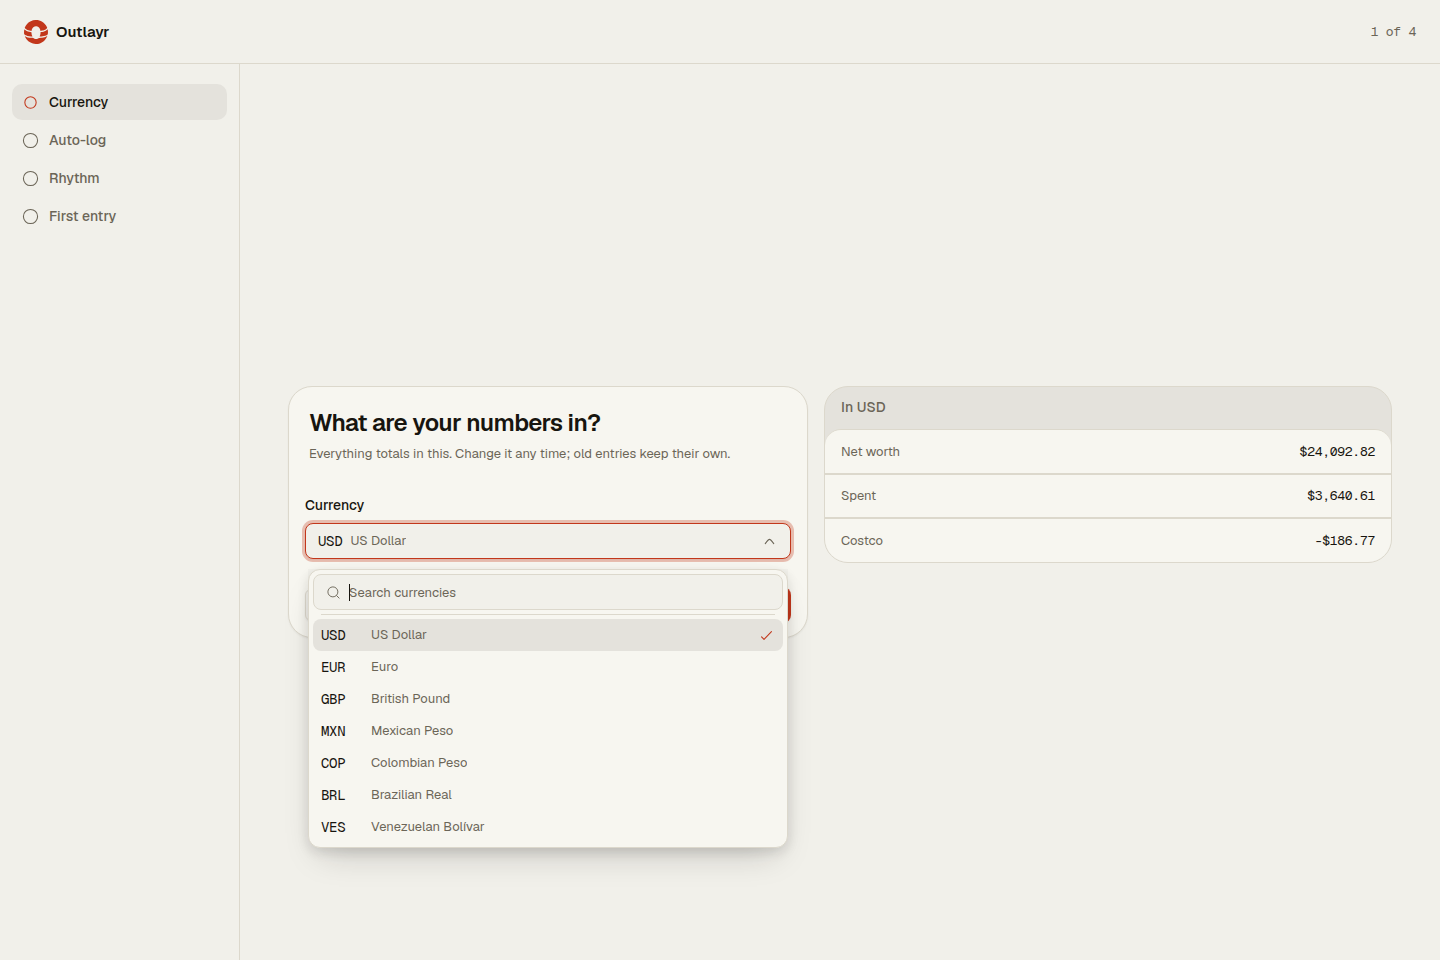 Outlayr
1 of 4
Currency
Auto-log
Rhythm
First entry
What are your numbers in?
Everything totals in this. Change it any time; old entries keep their own.
Currency
USD US Dollar
Search currencies
USD US Dollar
EUR Euro
GBP British Pound
MXN Mexican Peso
COP Colombian Peso
BRL Brazilian Real
VES Venezuelan Bolívar
In USD
Net worth $24,092.82
Spent $3,640.61
Costco -$186.77